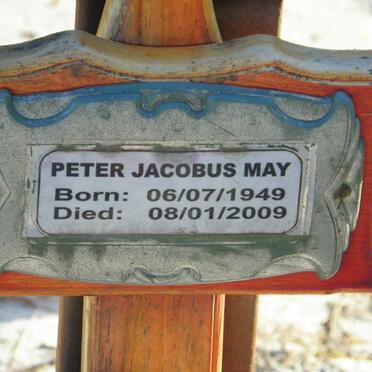 PETER JACOBUS MAY
Born: 06/07/1949
Died: 08/01/2009